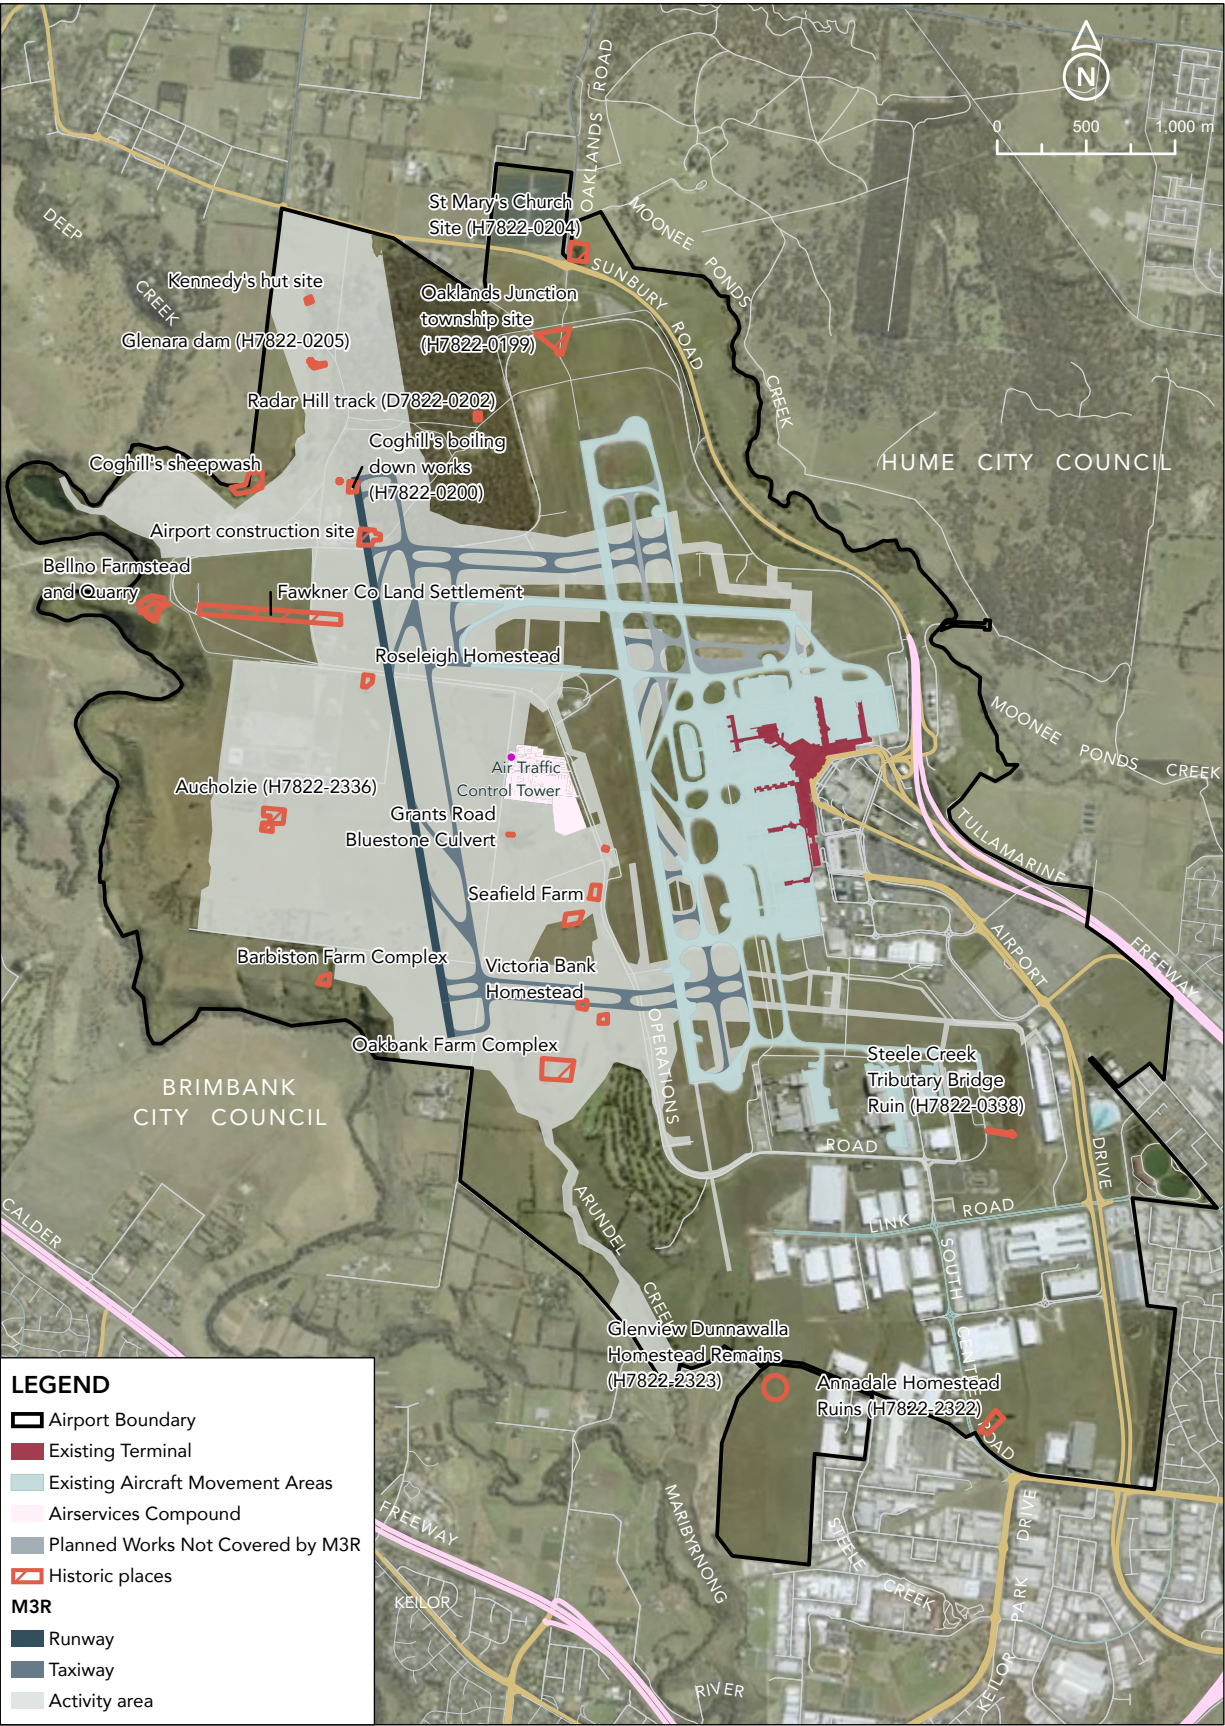 N
0 500 1,000 m
OAKLANDS ROAD
DEEP
CREEK
St Mary's Church
Site (H7822-0204)
MOONEE PONDS
CREEK
SUNBURY
ROAD
Kennedy's hut site
Oaklands Junction
township site
(H7822-0199)
Glenara dam (H7822-0205)
Radar Hill track (D7822-0202)
Coghill's boiling
down works
(H7822-0200)
Coghill's sheepwash
HUME CITY COUNCIL
Airport construction site
Bellno Farmstead
and Quarry
Fawkner Co Land Settlement
Roseleigh Homestead
MOONEE PONDS CREEK
Air Traffic
Control Tower
Aucholzie (H7822-2336)
Grants Road
Bluestone Culvert
TULLAMARINE
FREEWAY
Seafield Farm
AIRPORT
DRIVE
Barbiston Farm Complex
Victoria Bank
Homestead
OPERATIONS
ROAD
Oakbank Farm Complex
Steele Creek
Tributary Bridge
Ruin (H7822-0338)
BRIMBANK
CITY COUNCIL
LINK ROAD
ARUNDEL
CREEK
SOUTH
CENTRE
ROAD
CALDER
FREEWAY
Glenview Dunnawalla
Homestead Remains
(H7822-2323)
Annadale Homestead
Ruins (H7822-2322)
MARIBYRNONG
RIVER
STEELE
CREEK
KEILOR
KEILOR PARK DRIVE
LEGEND
Airport Boundary
Existing Terminal
Existing Aircraft Movement Areas
Airservices Compound
Planned Works Not Covered by M3R
Historic places
M3R
Runway
Taxiway
Activity area